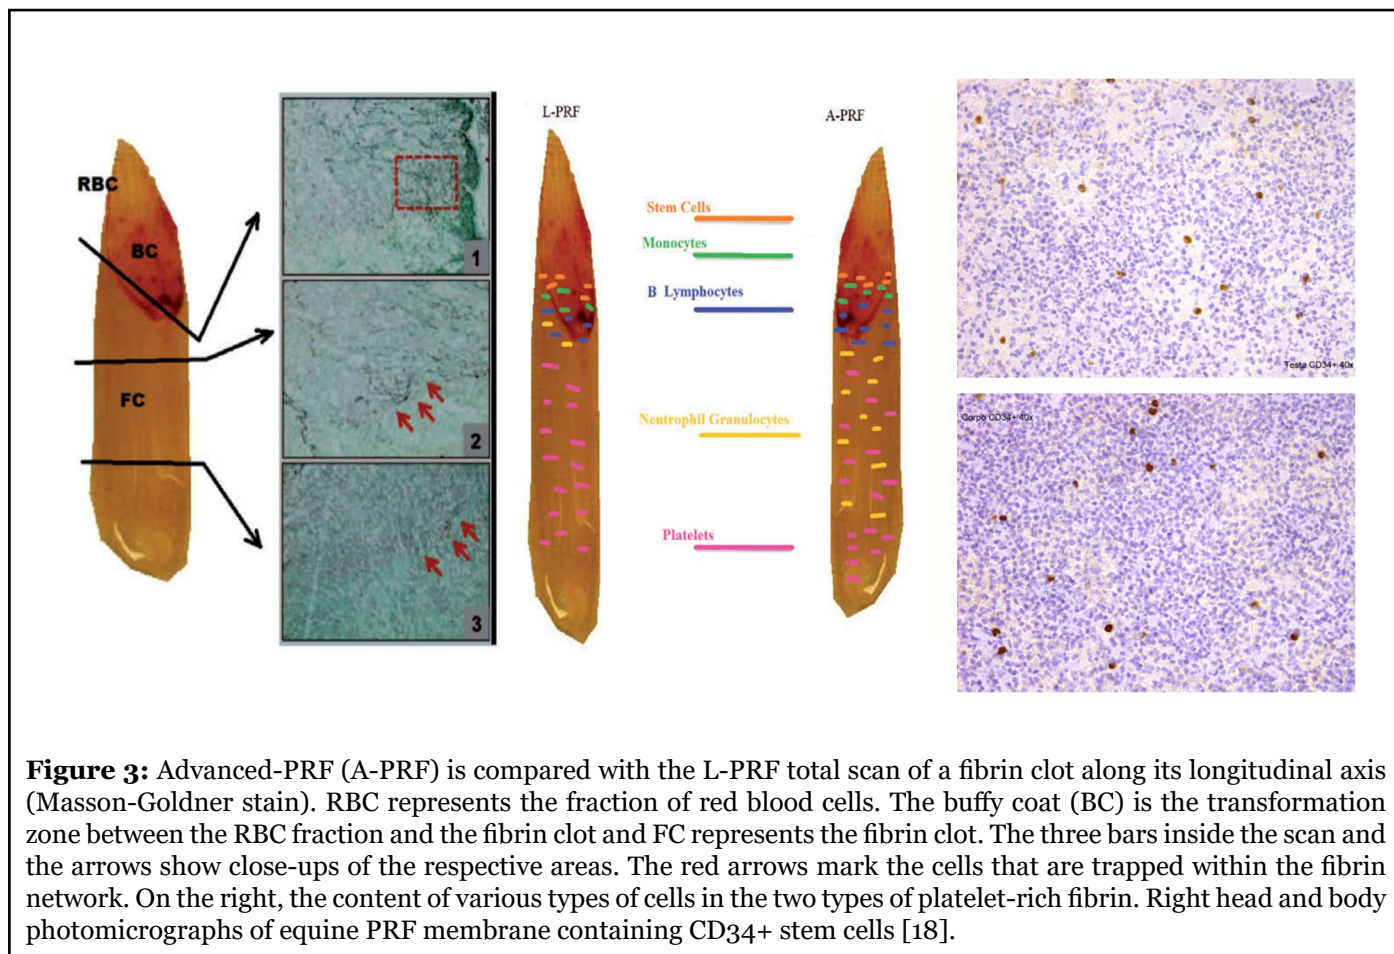 RBC
BC
FC
1
2
3
L-PRF
A-PRF
Stem Cells
Monocytes
B Lymphocytes
Neutrophil Granulocytes
Platelets
Testa CD34+ 40x
Corpo CD34+ 40x
Figure 3: Advanced-PRF (A-PRF) is compared with the L-PRF total scan of a fibrin clot along its longitudinal axis
(Masson-Goldner stain). RBC represents the fraction of red blood cells. The buffy coat (BC) is the transformation
zone between the RBC fraction and the fibrin clot and FC represents the fibrin clot. The three bars inside the scan and
the arrows show close-ups of the respective areas. The red arrows mark the cells that are trapped within the fibrin
network. On the right, the content of various types of cells in the two types of platelet-rich fibrin. Right head and body
photomicrographs of equine PRF membrane containing CD34+ stem cells [18].